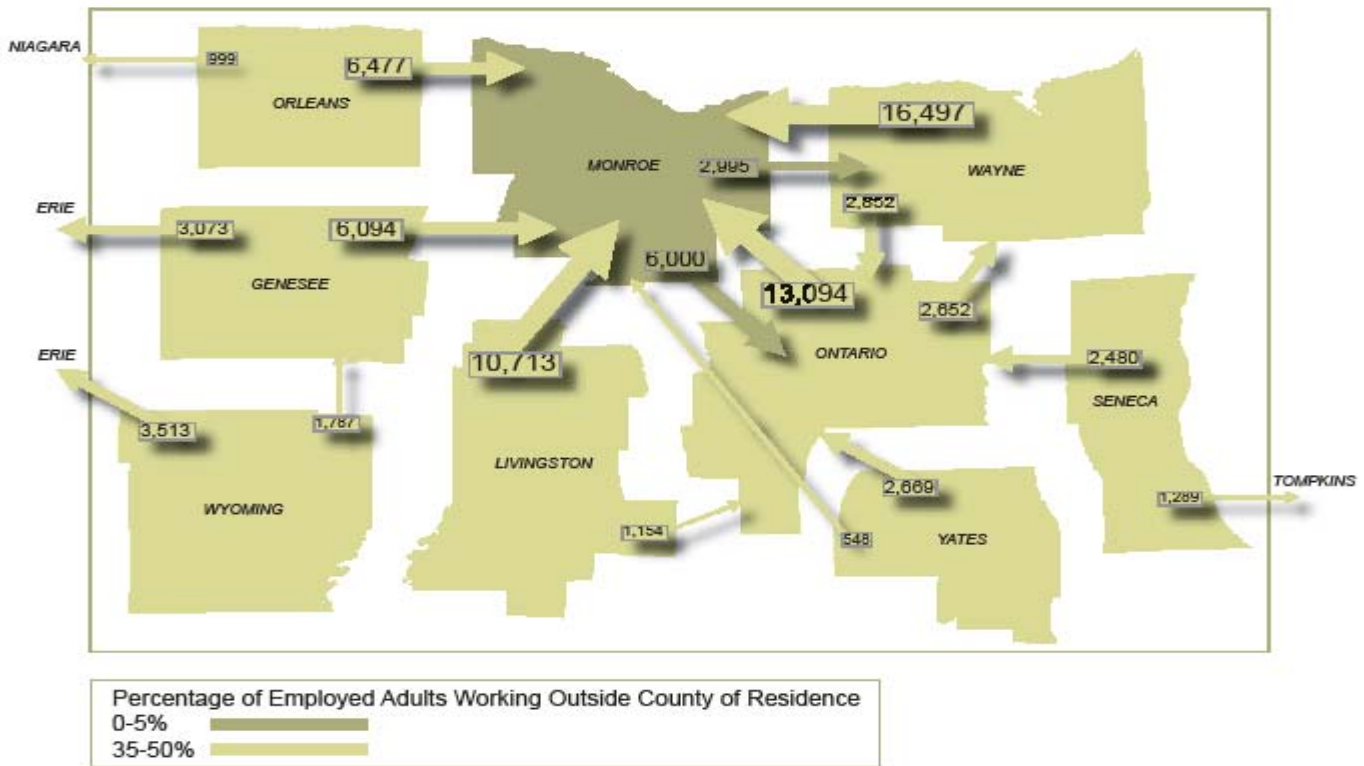 NIAGARA
999
6,477
ORLEANS
MONROE
2,995
16,497
WAYNE
2,852
ERIE
3,073
6,094
GENESEE
6,000
13,094
2,652
ONTARIO
ERIE
3,513
1,787
10,713
2,480
SENECA
LIVINGSTON
WYOMING
2,669
1,154
548
YATES
1,289
TOMPKINS
Percentage of Employed Adults Working Outside County of Residence
0-5%
35-50%